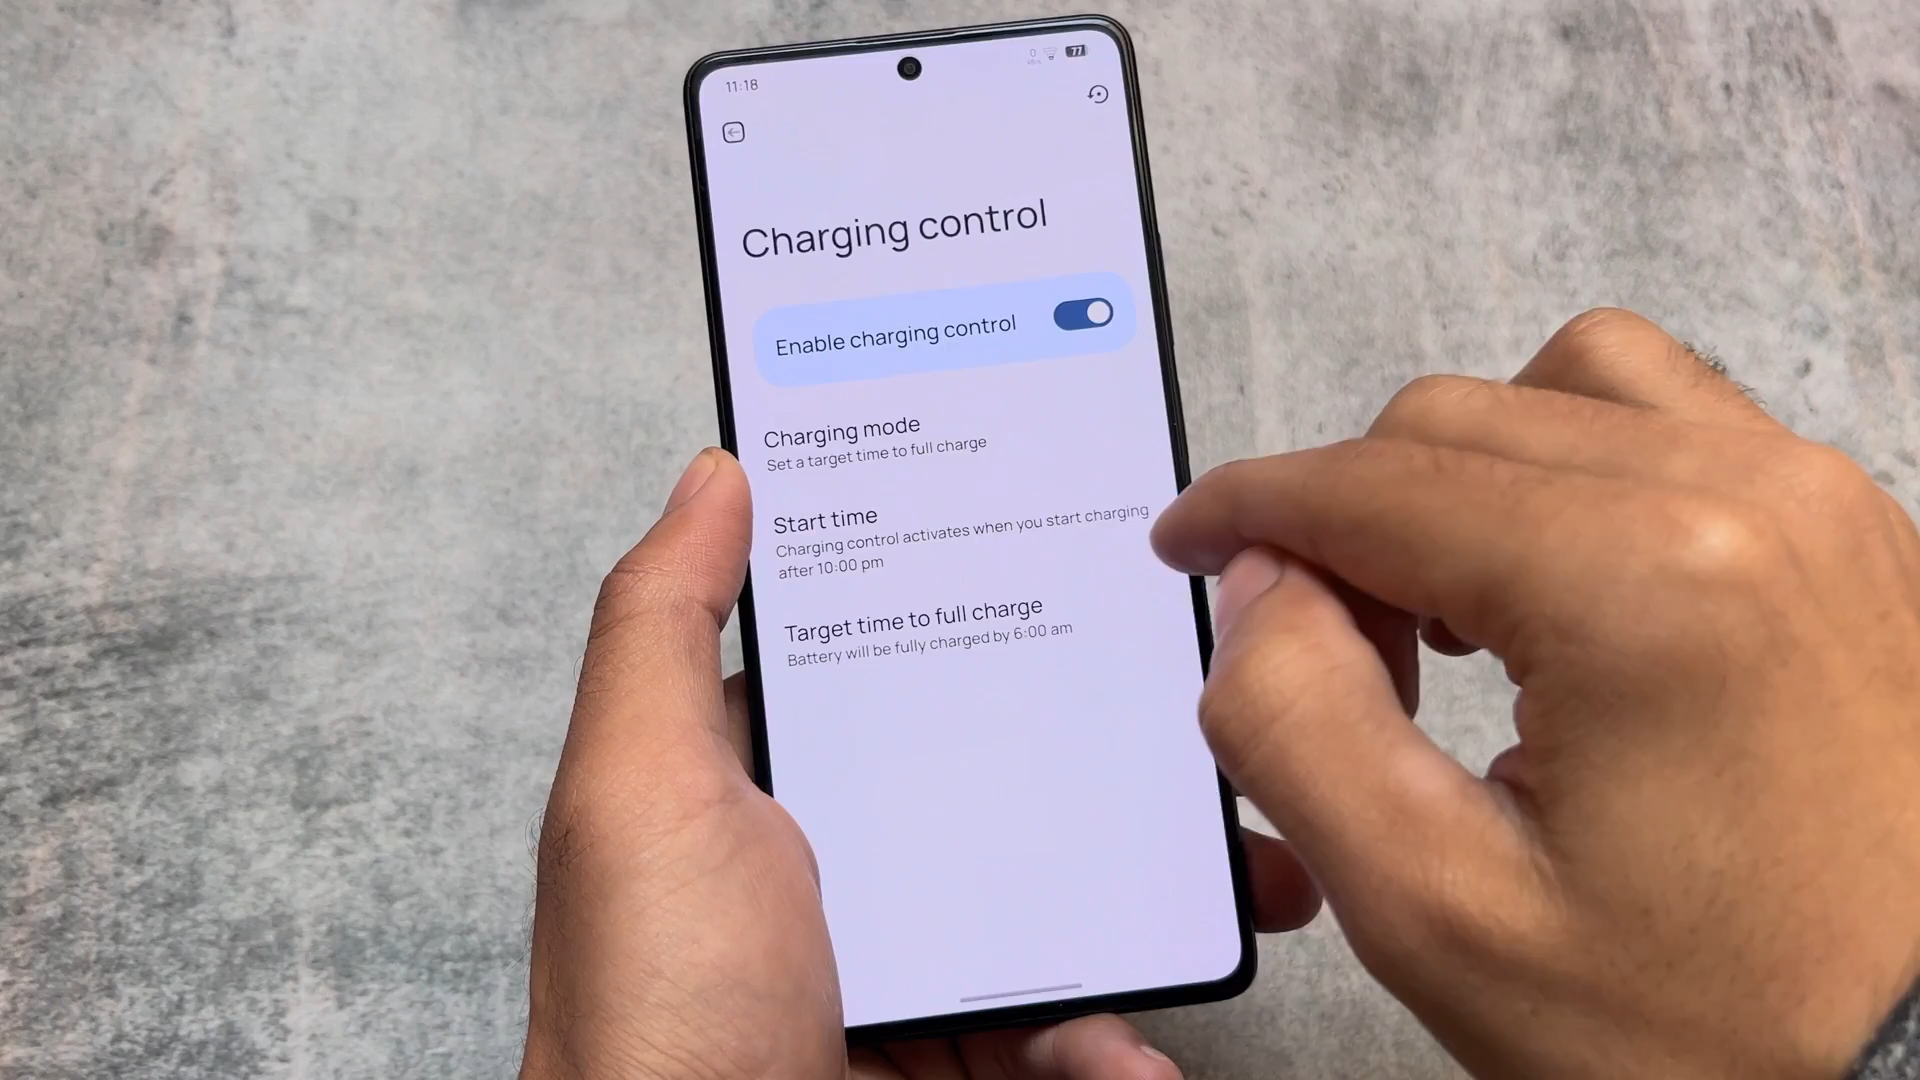 11:18
0
77
Charging control
Enable charging control
Charging mode
Set a target time to full charge
Start time
Charging control activates when you start charging
after 10:00 pm
Target time to full charge
Battery will be fully charged by 6:00 am